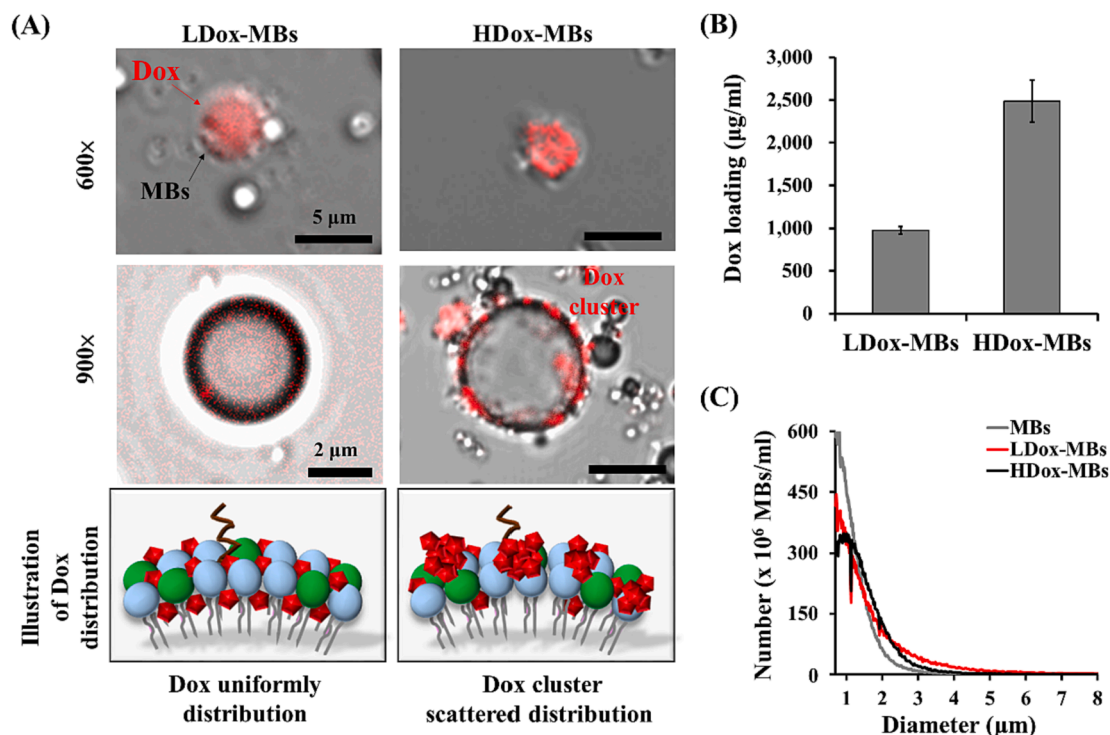 (A)
LDox-MBs
HDox-MBs
600×
Dox
MBs
5 µm
900×
2 µm
Dox
cluster
Illustration
of Dox
distribution
Dox uniformly
distribution
Dox cluster
scattered distribution
(B)
Dox loading (µg/ml)
3,000
2,500
2,000
1,500
1,000
500
0
LDox-MBs
HDox-MBs
(C)
Number (x 10⁶ MBs/ml)
600
450
300
150
0
MBs
LDox-MBs
HDox-MBs
1 2 3 4 5 6 7 8
Diameter (µm)